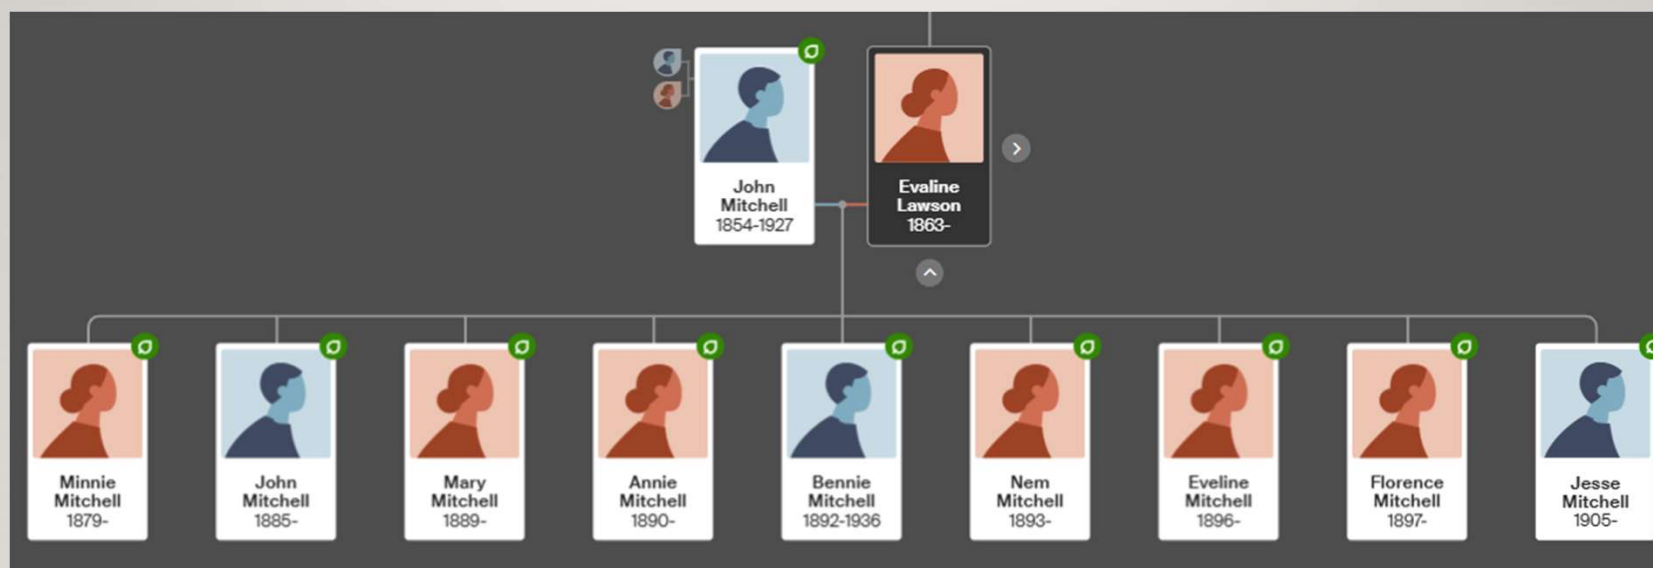 John
Mitchell
1854-1927
Evaline
Lawson
1863-
Minnie
Mitchell
1879-
John
Mitchell
1885-
Mary
Mitchell
1889-
Annie
Mitchell
1890-
Bennie
Mitchell
1892-1936
Nem
Mitchell
1893-
Eveline
Mitchell
1896-
Florence
Mitchell
1897-
Jesse
Mitchell
1905-